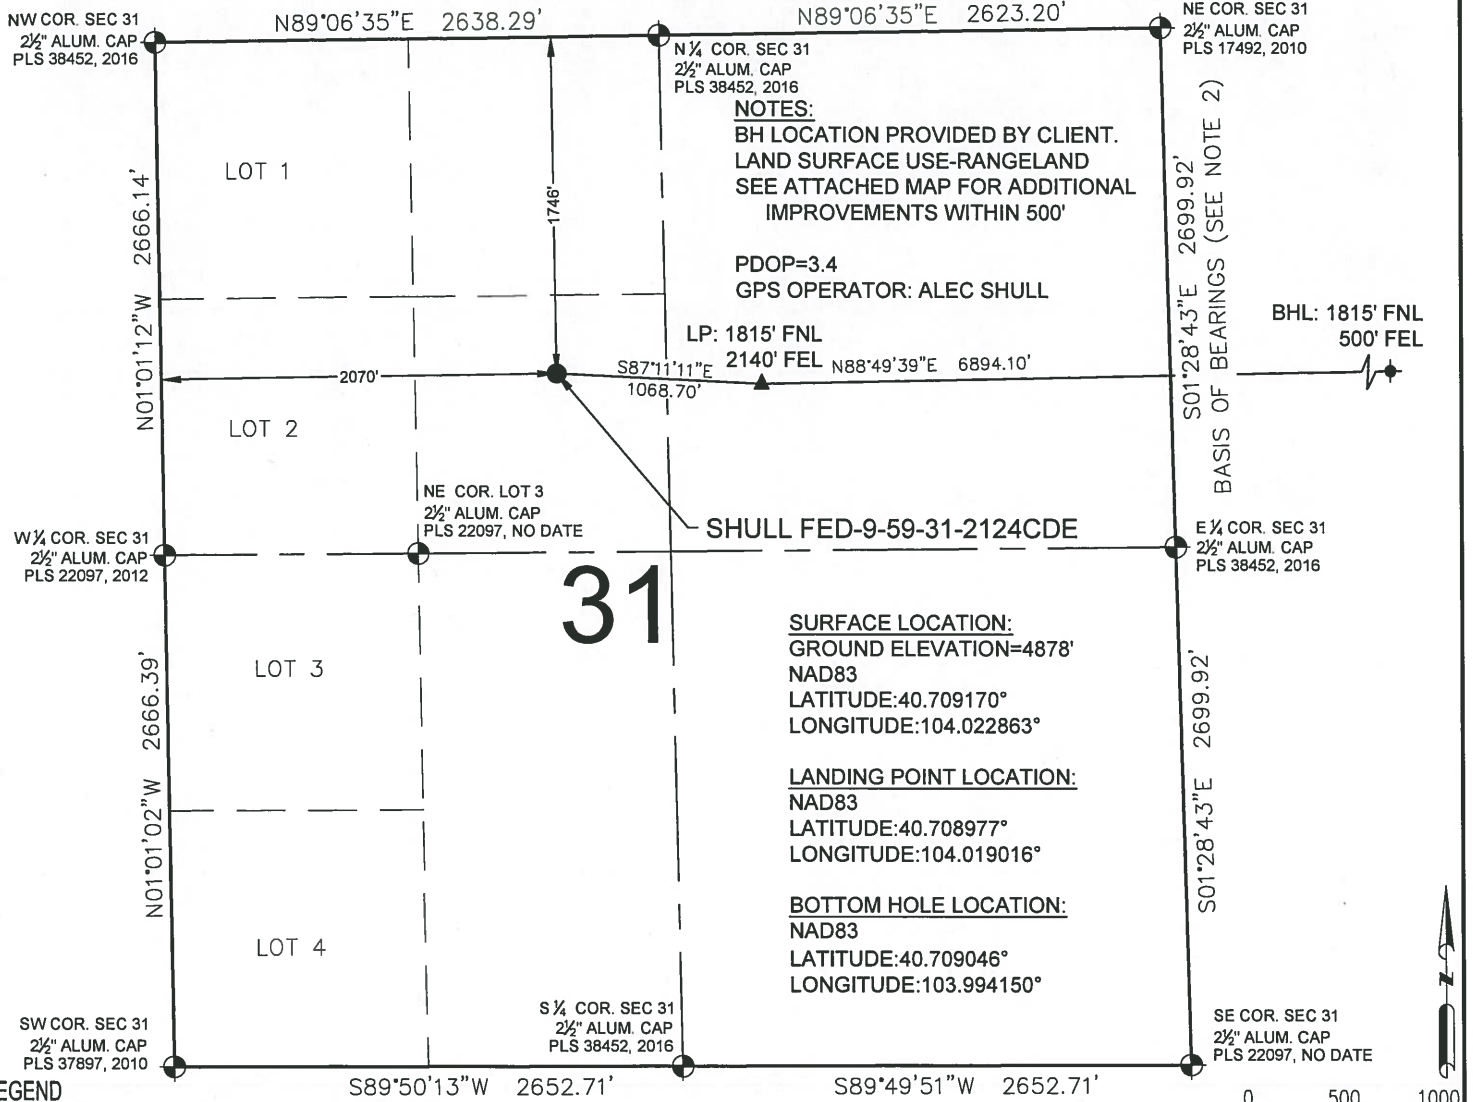 NW COR. SEC 31
2½" ALUM. CAP
PLS 38452, 2016
N89°06'35"E 2638.29'
N89°06'35"E 2623.20'
NE COR. SEC 31
2½" ALUM. CAP
PLS 17492, 2010
N ¼ COR. SEC 31
2½" ALUM. CAP
PLS 38452, 2016
NOTES:
BH LOCATION PROVIDED BY CLIENT.
LAND SURFACE USE-RANGELAND
SEE ATTACHED MAP FOR ADDITIONAL
IMPROVEMENTS WITHIN 500'
PDOP=3.4
GPS OPERATOR: ALEC SHULL
LOT 1
1746'
N01°01'12"W 2666.14'
S01°28'43"E 2699.92'
BASIS OF BEARINGS (SEE NOTE 2)
BHL: 1815' FNL
500' FEL
LP: 1815' FNL
2140' FEL
S87°11'11"E
1068.70'
N88°49'39"E 6894.10'
2070'
LOT 2
NE COR. LOT 3
2½" ALUM. CAP
PLS 22097, NO DATE
SHULL FED-9-59-31-2124CDE
W ¼ COR. SEC 31
2½" ALUM. CAP
PLS 22097, 2012
E ¼ COR. SEC 31
2½" ALUM. CAP
PLS 38452, 2016
31
SURFACE LOCATION:
GROUND ELEVATION=4878'
NAD83
LATITUDE:40.709170°
LONGITUDE:104.022863°
LOT 3
N01°01'02"W 2666.39'
S01°28'43"E 2699.92'
LANDING POINT LOCATION:
NAD83
LATITUDE:40.708977°
LONGITUDE:104.019016°
BOTTOM HOLE LOCATION:
NAD83
LATITUDE:40.709046°
LONGITUDE:103.994150°
LOT 4
N
SW COR. SEC 31
2½" ALUM. CAP
PLS 37897, 2010
S ¼ COR. SEC 31
2½" ALUM. CAP
PLS 38452, 2016
SE COR. SEC 31
2½" ALUM. CAP
PLS 22097, NO DATE
EGEND
S89°50'13"W 2652.71'
S89°49'51"W 2652.71'
0 500 1000